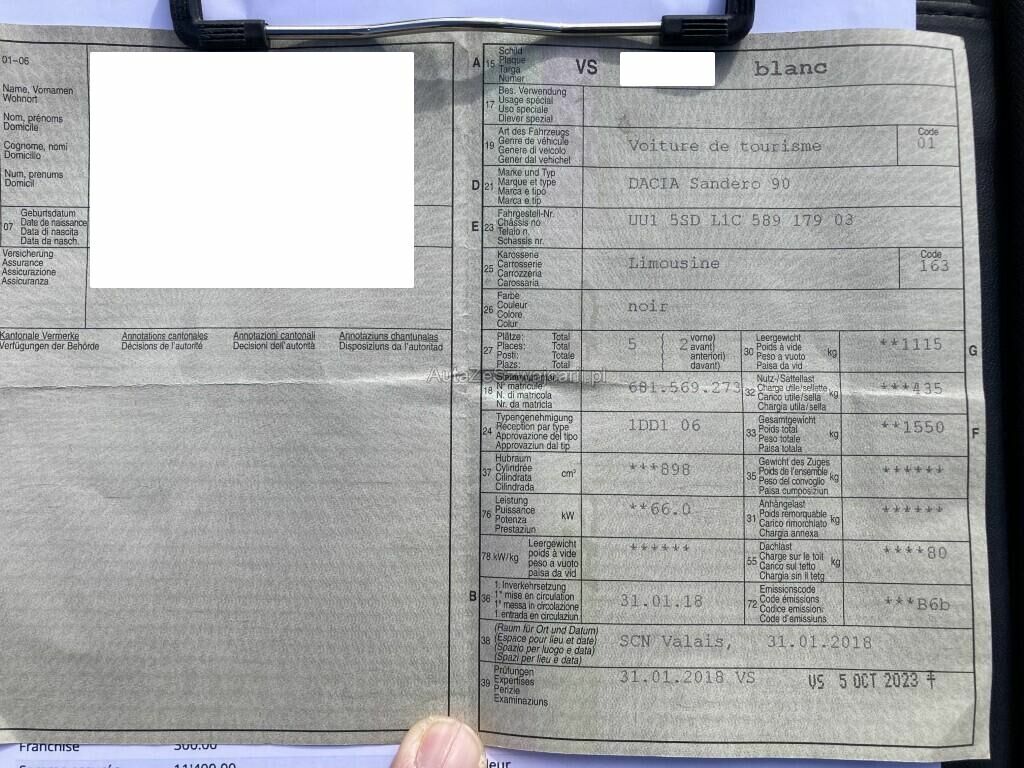 01-06
Name, Vornamen
Wohnort
Nom, prénoms
Domicile
Cognome, nomi
Domicilio
Num, prenums
Domicil
07
Geburtsdatum
Date de naissance
Data di nascita
Data da nasch.
Versicherung
Assurance
Assicurazione
Assicuranza
Kantonale Vermerke
Verfügungen der Behörde
Annotations cantonales
Décisions de l'autorité
Annotazioni cantonali
Decisioni dell'autorità
Annotaziuns chantunalas
Disposiziuns da l'autoritad
A 15
Schild
Plaque
Targa
Numer
VS blanc
17
Bes. Verwendung
Usage spécial
Uso speciale
Diever spezial
19
Art des Fahrzeugs
Genre de véhicule
Genere di veicolo
Gener dal vehichel
Voiture de tourisme
Code
01
D 21
Marke und Typ
Marque et type
Marca e tipo
Marca e tip
DACIA Sandero 90
E 23
Fahrgestell-Nr.
Châssis no
Telaio n.
Schassis nr.
UU1 5SD L1C 589 179 03
25
Karosserie
Carrosserie
Carrozzeria
Carossaria
Limousine
Code
163
26
Farbe
Couleur
Colore
Colur
noir
27
Plätze: Total
Places: Total
Posti: Totale
Plazs: Total
5 2
vorne)
avant)
anteriori)
davant)
30
Leergewicht
Poids à vide
Peso a vuoto
Paisa da vid
kg
**1115
G
Autazeszwajcari.pl
18
N° matricule
N. di matricola
Nr. da matricla
681.569.273
32
Nutz-/Sattellast
Charge utile/sellette
Carico utile/sella
Chargia utila/sella
kg
***435
24
Typengenehmigung
Réception par type
Approvazione del tipo
Approvaziun dal tip
1DD1 06
33
Gesamtgewicht
Poids total
Peso totale
Paisa totala
kg
**1550
F
37
Hubraum
Cylindrée
Cilindrata
Cilindrada
cm³
***898
35
Gewicht des Zuges
Poids de l'ensemble
Peso del convoglio
Paisa cumposiziun
kg
******
76
Leistung
Puissance
Potenza
Prestaziun
kW
**66.0
31
Anhängelast
Poids remorquable
Carico rimorchiato
Chargia annexa
kg
******
78 kW/kg
Leergewicht
poids à vide
peso a vuoto
paisa da vid
******
55
Dachlast
Charge sur le toit
Carico sul tetto
Chargia sin il tetg
kg
****80
B 36
1. Inverkehrsetzung
1re mise en circulation
1a messa in circolazione
1. entrada en circulaziun
31.01.18
72
Emissionscode
Code émissions
Codice emissioni
Code d'emissiuns
***B6b
38
(Raum für Ort und Datum)
(Espace pour lieu et date)
(Spazio per luogo e data)
(Spazi per lieu e data)
SCN Valais, 31.01.2018
39
Prüfungen
Expertises
Perizie
Examinaziuns
31.01.2018 VS
VS 5 OCT 2023
Franchise 300.00
11'400.00
leur